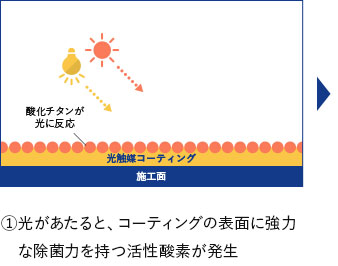 酸化チタンが
光に反応
光触媒コーティング
施工面
①光があたると、コーティングの表面に強力
な除菌力を持つ活性酸素が発生